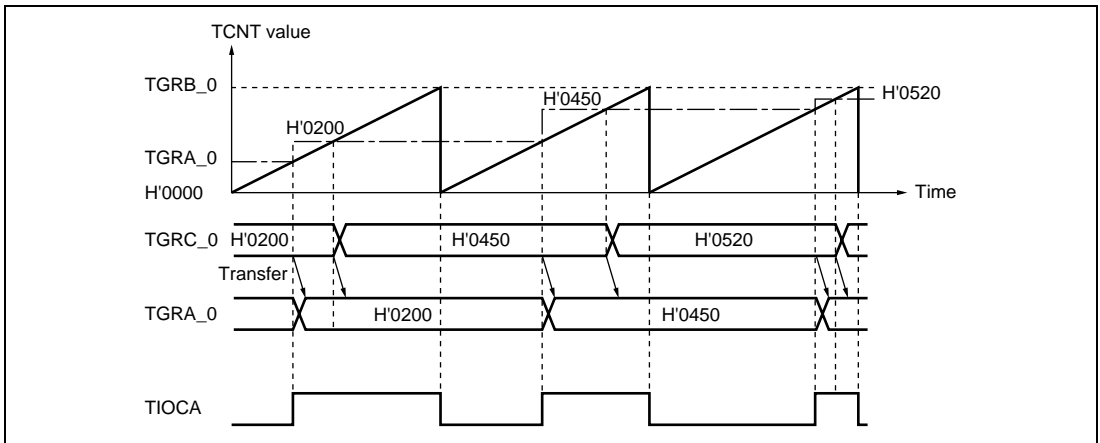 TCNT value
TGRB_0
H'0450
H'0520
H'0200
TGRA_0
H'0000
Time
TGRC_0 H'0200 H'0450 H'0520
Transfer
TGRA_0 H'0200 H'0450
TIOCA